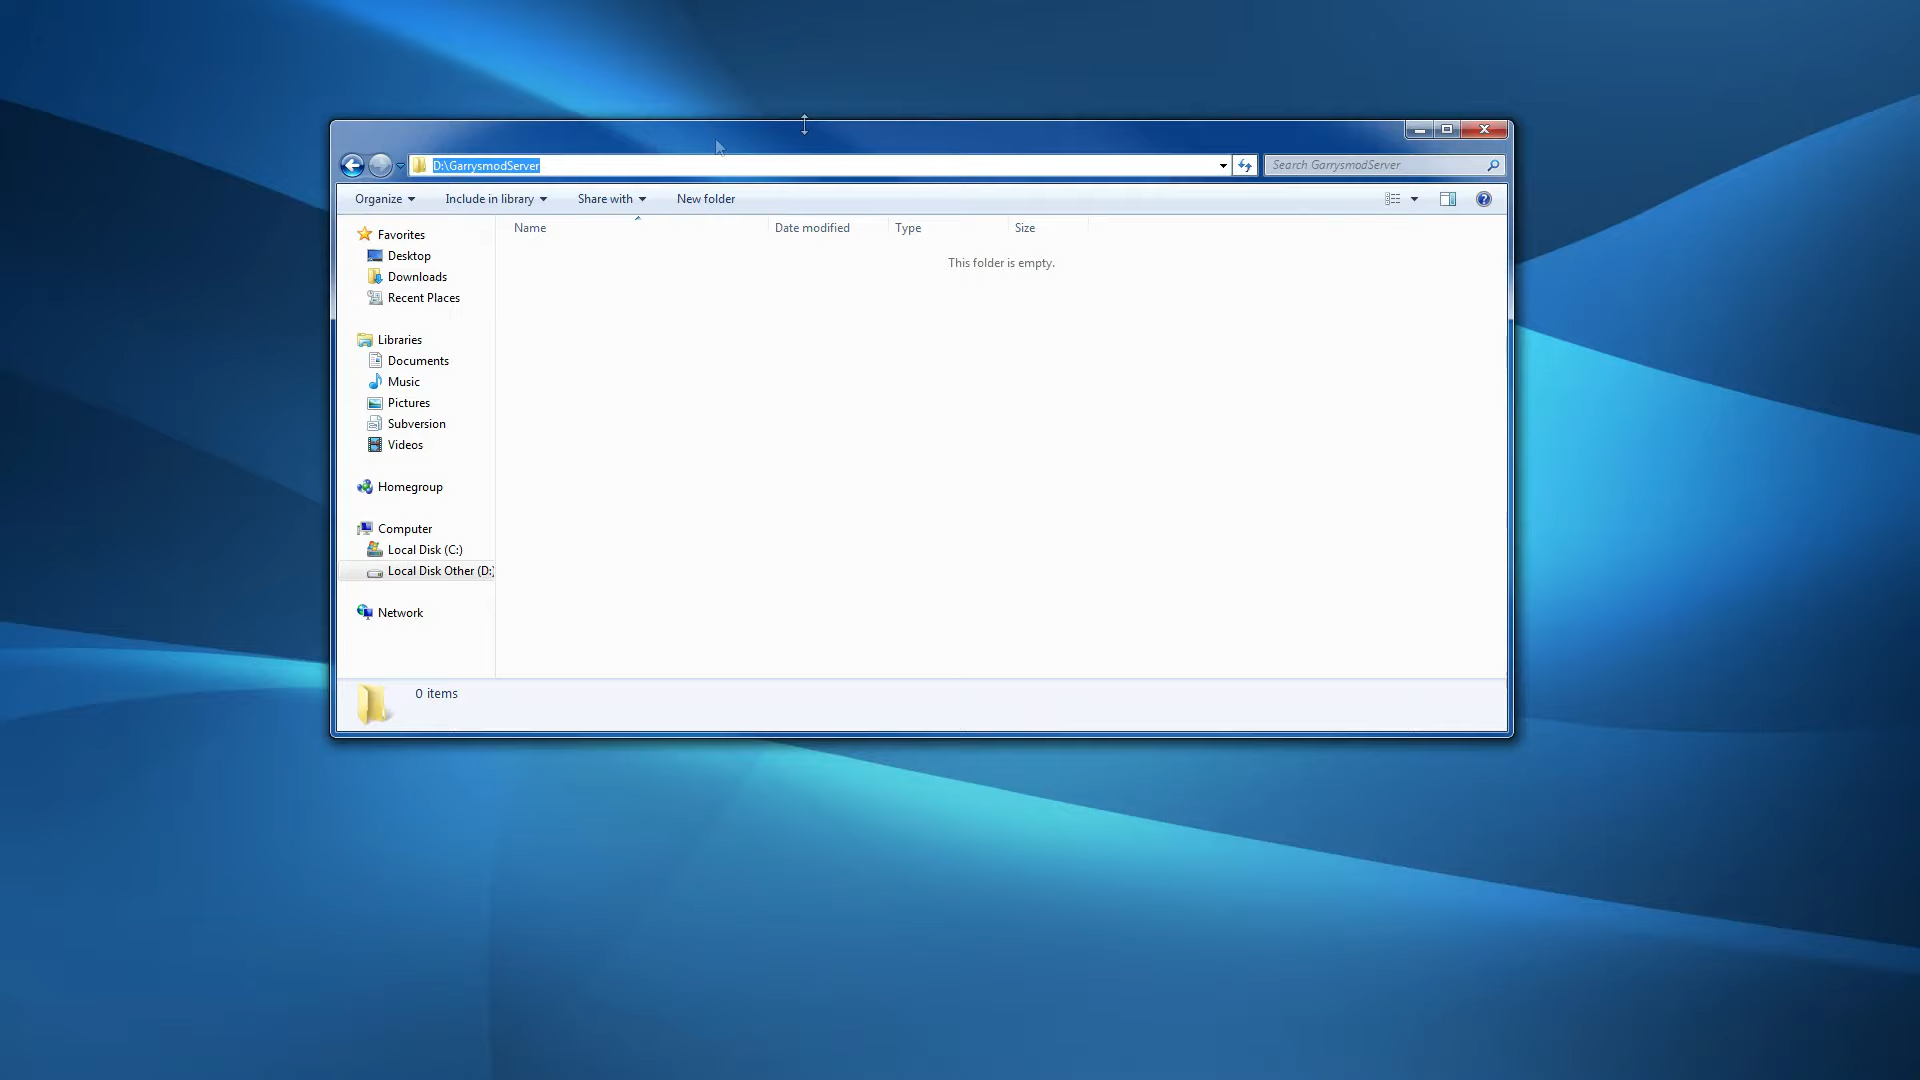 D:\GarrysmodServer
Search GarrysmodServer
Organize
Include in library
Share with
New folder
Name
Date modified
Type
Size
This folder is empty.
Favorites
Desktop
Downloads
Recent Places
Libraries
Documents
Music
Pictures
Subversion
Videos
Homegroup
Computer
Local Disk (C:)
Local Disk Other (D:)
Network
0 items